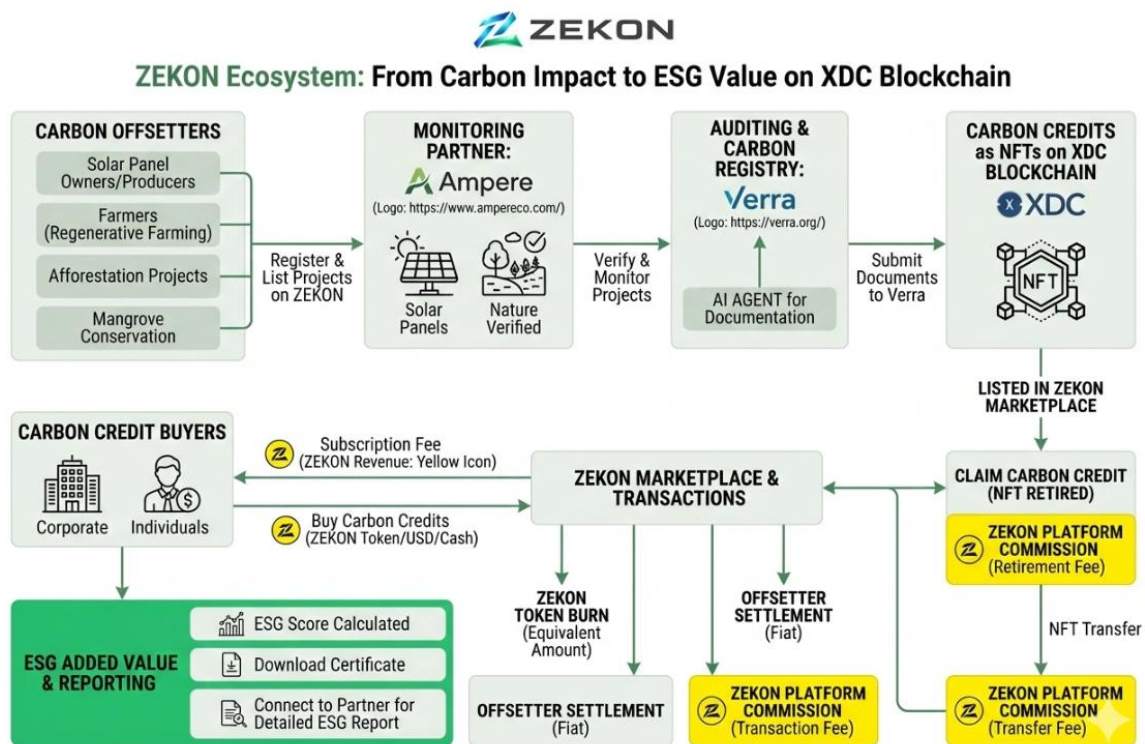 ZEKON
ZEKON Ecosystem: From Carbon Impact to ESG Value on XDC Blockchain
CARBON OFFSETTERS
Solar Panel
Owners/Producers
Farmers
(Regenerative Farming)
Afforestation Projects
Mangrove
Conservation
Register &
List Projects
on ZEKON
MONITORING
PARTNER:
Ampere
(Logo: https://www.ampereco.com/)
Solar
Panels
Nature
Verified
Verify &
Monitor
Projects
AUDITING &
CARBON
REGISTRY:
Verra
(Logo: https://verra.org/)
AI AGENT for
Documentation
Submit
Documents
to Verra
CARBON CREDITS
as NFTs on XDC
BLOCKCHAIN
XDC
NFT
LISTED IN ZEKON
MARKETPLACE
CARBON CREDIT BUYERS
Corporate
Individuals
Subscription Fee
(ZEKON Revenue: Yellow Icon)
Buy Carbon Credits
(ZEKON Token/USD/Cash)
ZEKON MARKETPLACE &
TRANSACTIONS
CLAIM CARBON CREDIT
(NFT RETIRED)
ZEKON PLATFORM
COMMISSION
(Retirement Fee)
NFT Transfer
ZEKON PLATFORM
COMMISSION
(Transfer Fee)
ZEKON
TOKEN BURN
(Equivalent
Amount)
OFFSETTER
SETTLEMENT
(Fiat)
OFFSETTER SETTLEMENT
(Fiat)
ZEKON PLATFORM
COMMISSION
(Transaction Fee)
ESG ADDED VALUE
& REPORTING
ESG Score Calculated
Download Certificate
Connect to Partner for
Detailed ESG Report